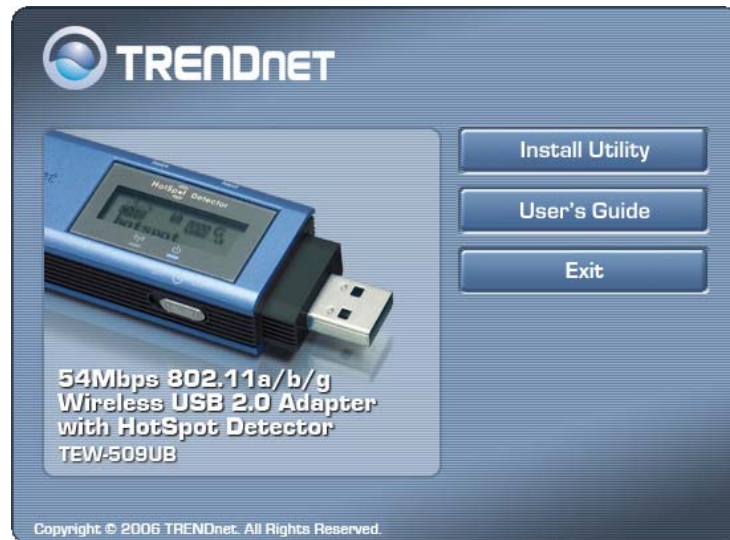 TRENDnet
Install Utility
User's Guide
Exit
HotSpot Detector
hotspot
54Mbps 802.11a/b/g
Wireless USB 2.0 Adapter
with HotSpot Detector
TEW-509UB
Copyright © 2006 TRENDnet. All Rights Reserved.